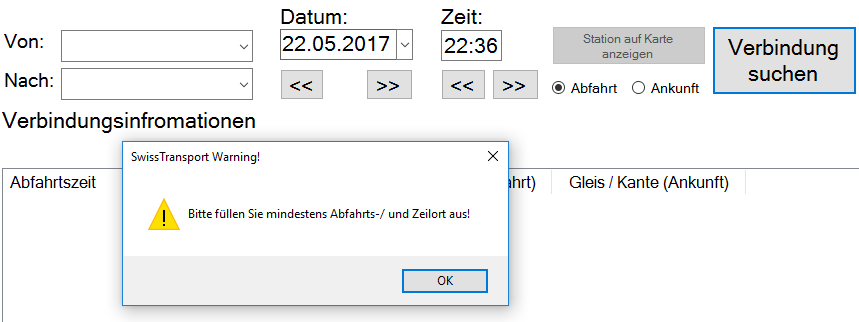 Datum: Zeit:
Von: 22.05.2017 22:36 Station auf Karte anzeigen Verbindung suchen
Nach: << >> << >> Abfahrt Ankunft
Verbindungsinfromationen
SwissTransport Warning!
Abfahrtszeit ahrt) Gleis / Kante (Ankunft)
Bitte füllen Sie mindestens Abfahrts-/ und Zeilort aus!
OK